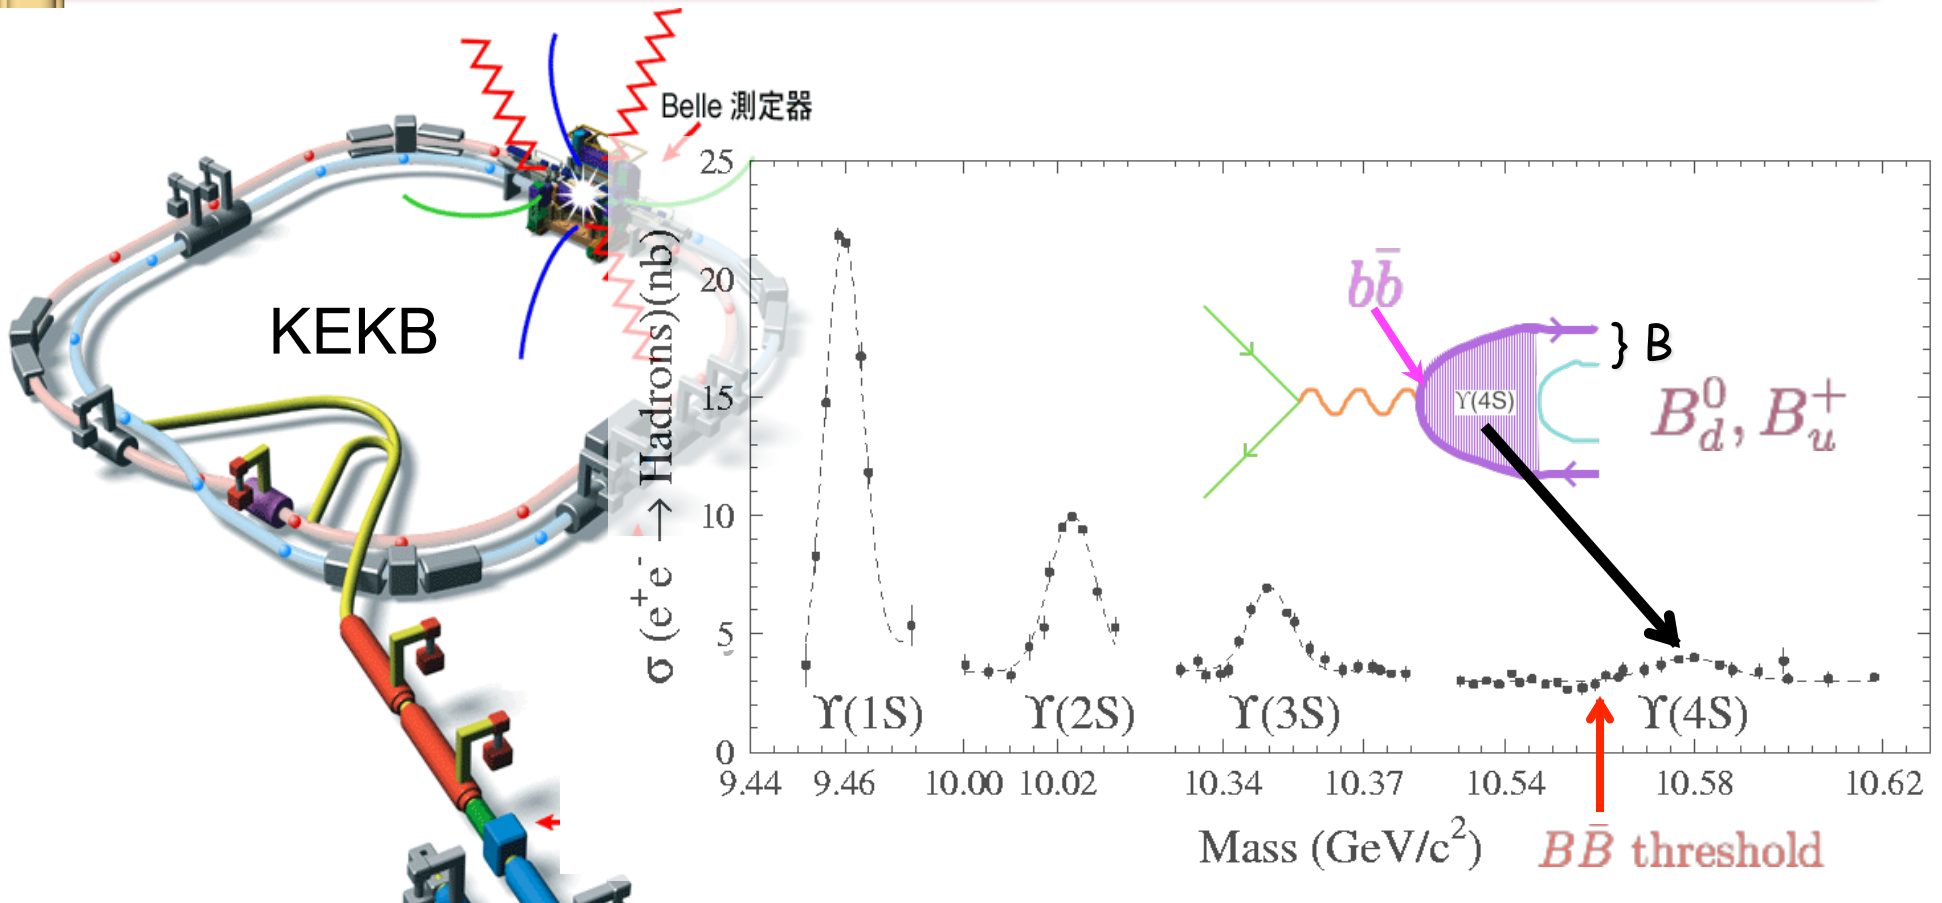 Belle 測定器
KEKB
σ (e⁺e⁻ → Hadrons)(nb)
25
20
15
10
5
0
bb̄
} B
ϒ(4S)
B⁰_d, B⁺_u
ϒ(1S) ϒ(2S) ϒ(3S) ϒ(4S)
9.44 9.46 10.00 10.02 10.34 10.37 10.54 10.58 10.62
Mass (GeV/c²)
BB̄ threshold